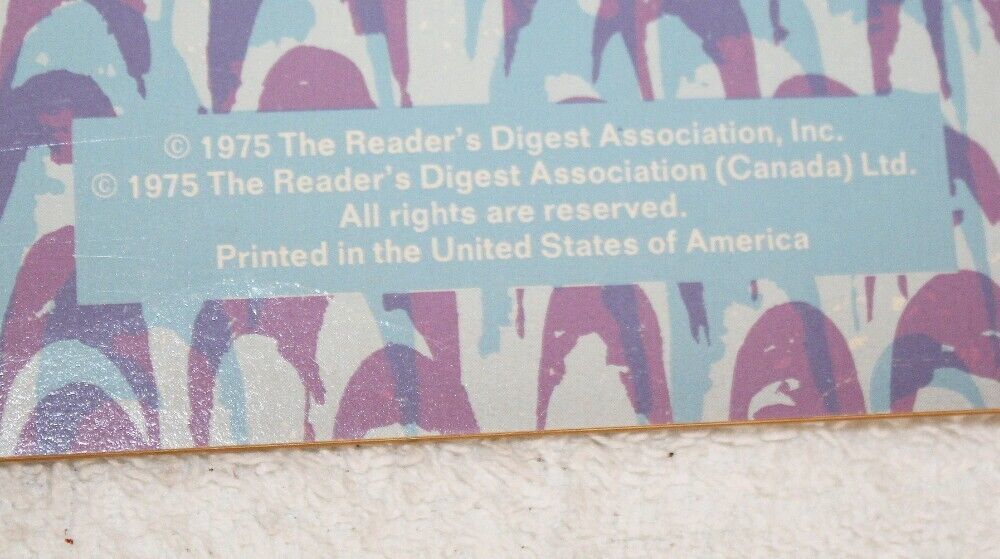 © 1975 The Reader's Digest Association, Inc.
© 1975 The Reader's Digest Association (Canada) Ltd.
All rights are reserved.
Printed in the United States of America